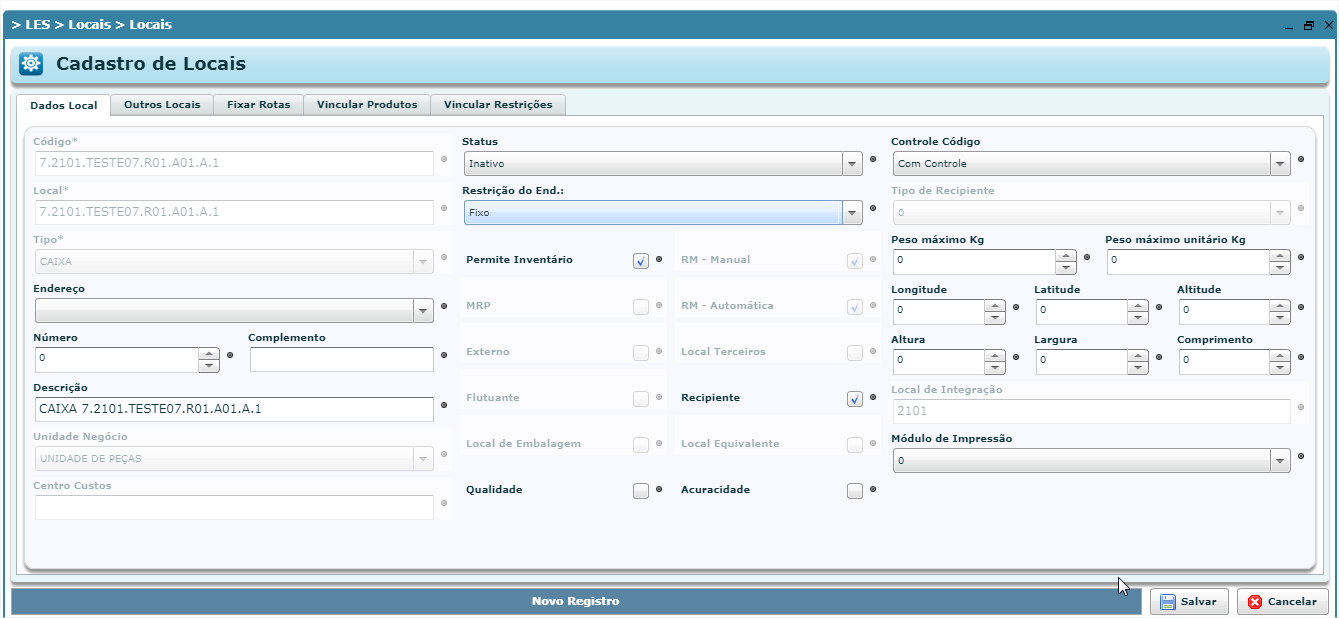 > LES > Locais > Locais
Cadastro de Locais
Dados Local
Outros Locais
Fixar Rotas
Vincular Produtos
Vincular Restrições
Código*
7.2101.TESTE07.R01.A01.A.1
Local*
7.2101.TESTE07.R01.A01.A.1
Tipo*
CAIXA
Endereço
Número
Complemento
0
Descrição
CAIXA 7.2101.TESTE07.R01.A01.A.1
Unidade Negócio
UNIDADE DE PEÇAS
Centro Custos
Status
Inativo
Restrição do End.:
Fixo
Permite Inventário
RM - Manual
MRP
RM - Automática
Externo
Local Terceiros
Flutuante
Recipiente
Local de Embalagem
Local Equivalente
Qualidade
Acuracidade
Controle Código
Com Controle
Tipo de Recipiente
0
Peso máximo Kg
Peso máximo unitário Kg
0
0
Longitude
Latitude
Altitude
0
0
0
Altura
Largura
Comprimento
0
0
0
Local de Integração
2101
Módulo de Impressão
0
Novo Registro
Salvar
Cancelar